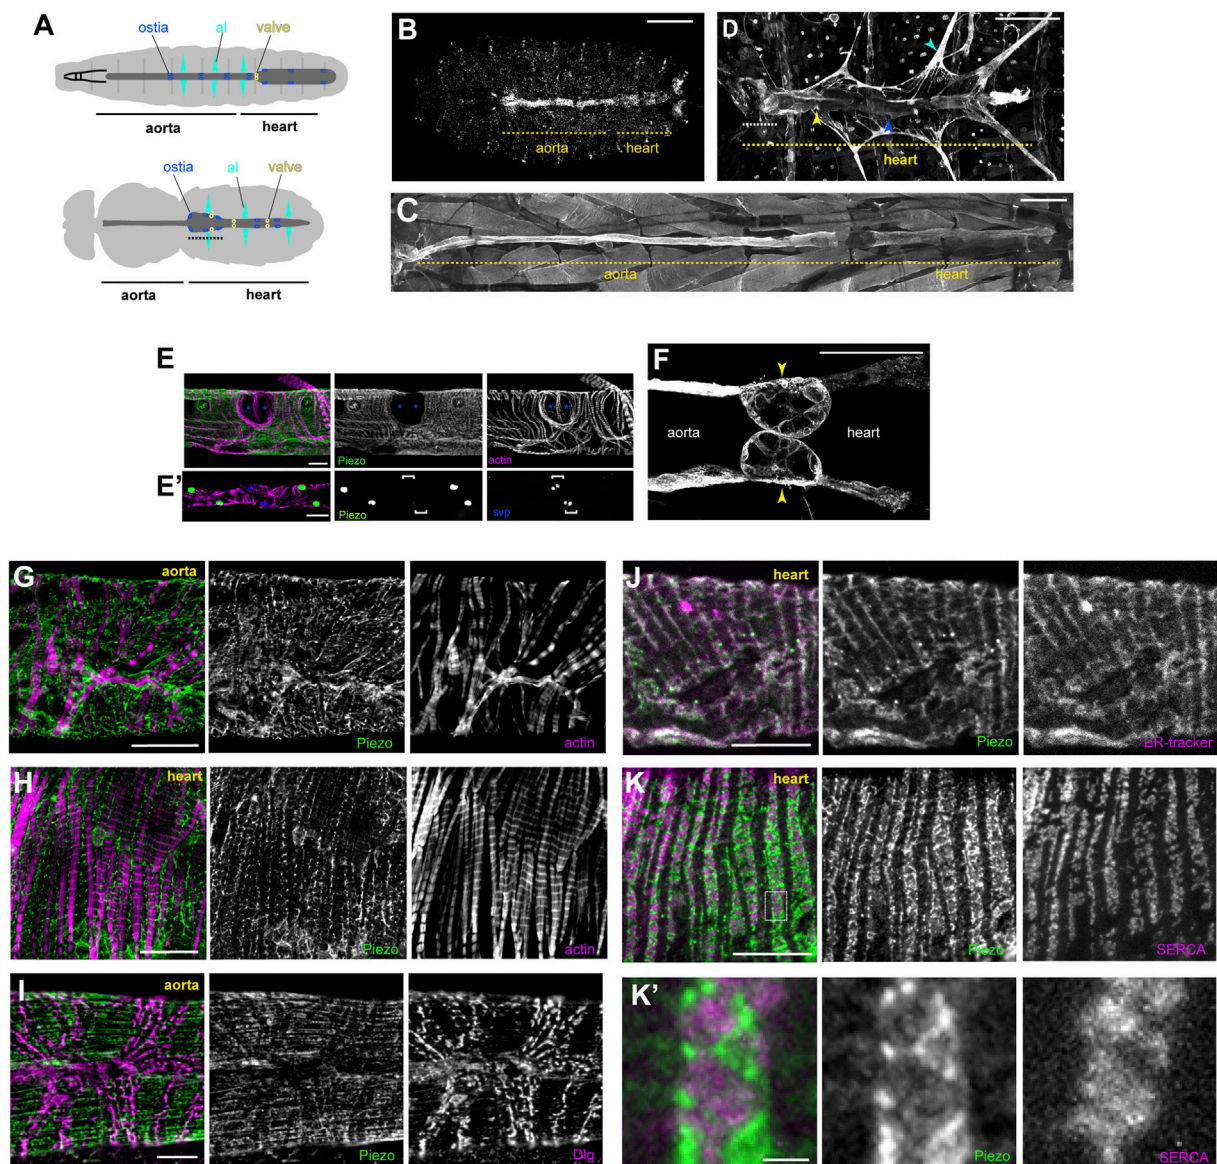 A
ostia
al
valve
aorta
heart
ostia
al
valve
aorta
heart
B
aorta
heart
D
heart
C
aorta
heart
E
Piezo
actin
E'
Piezo
svp
F
aorta
heart
G
aorta
Piezo
actin
J
heart
Piezo
ER-tracker
H
heart
Piezo
actin
K
heart
Piezo
SERCA
I
aorta
Piezo
Dlg
K'
Piezo
SERCA